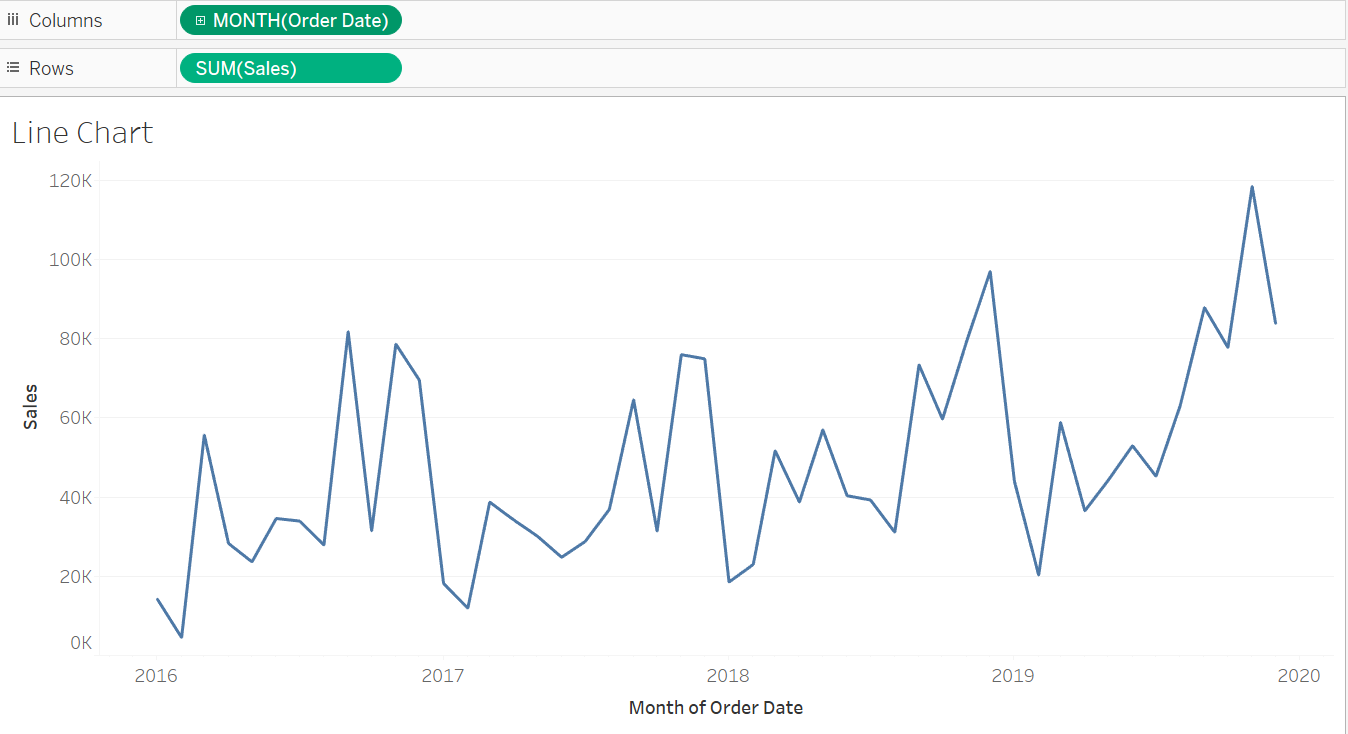 Columns MONTH(Order Date)
Rows SUM(Sales)
Line Chart
120K
100K
80K
60K
40K
20K
0K
Sales
2016 2017 2018 2019 2020
Month of Order Date